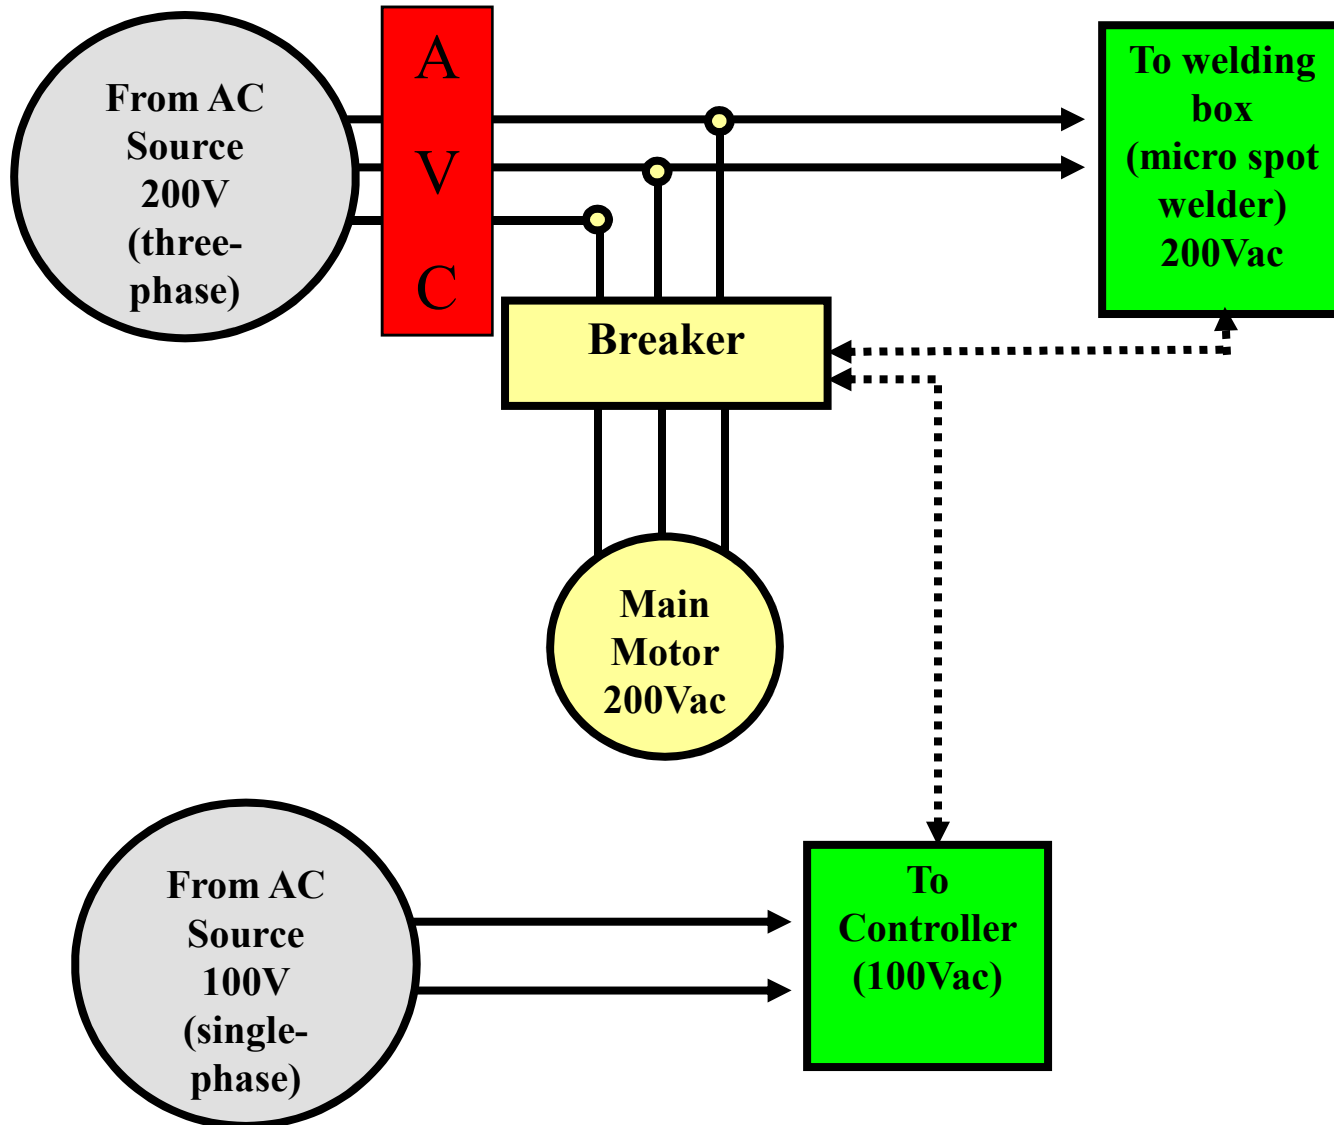 From AC
Source
200V
(three-
phase)
A
V
C
To welding
box
(micro spot
welder)
200Vac
Breaker
Main
Motor
200Vac
From AC
Source
100V
(single-
phase)
To
Controller
(100Vac)